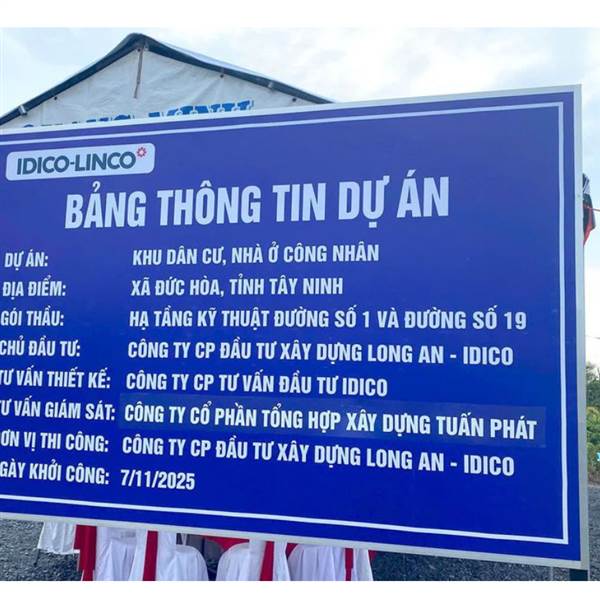 IDICO-LINCO
BẢNG THÔNG TIN DỰ ÁN
DỰ ÁN: KHU DÂN CƯ, NHÀ Ở CÔNG NHÂN
ĐỊA ĐIỂM: XÃ ĐỨC HÒA, TỈNH TÂY NINH
GÓI THẦU: HẠ TẦNG KỸ THUẬT ĐƯỜNG SỐ 1 VÀ ĐƯỜNG SỐ 19
CHỦ ĐẦU TƯ: CÔNG TY CP ĐẦU TƯ XÂY DỰNG LONG AN - IDICO
TƯ VẤN THIẾT KẾ: CÔNG TY CP TƯ VẤN ĐẦU TƯ IDICO
TƯ VẤN GIÁM SÁT: CÔNG TY CỔ PHẦN TỔNG HỢP XÂY DỰNG TUẤN PHÁT
ĐƠN VỊ THI CÔNG: CÔNG TY CP ĐẦU TƯ XÂY DỰNG LONG AN - IDICO
NGÀY KHỞI CÔNG: 7/11/2025